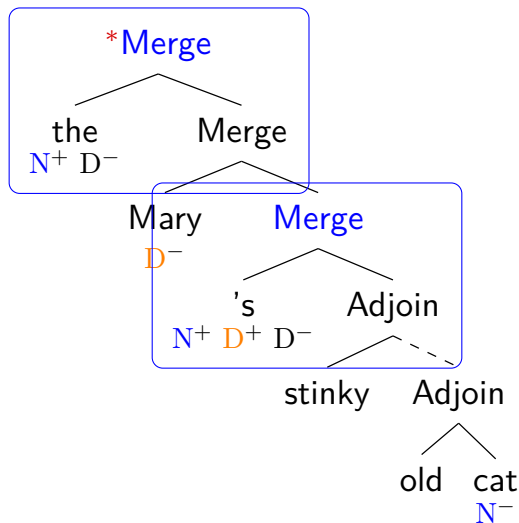 *Merge
the Merge
N+ D−
Mary Merge
D−
's Adjoin
N+ D+ D−
stinky Adjoin
old cat
N−